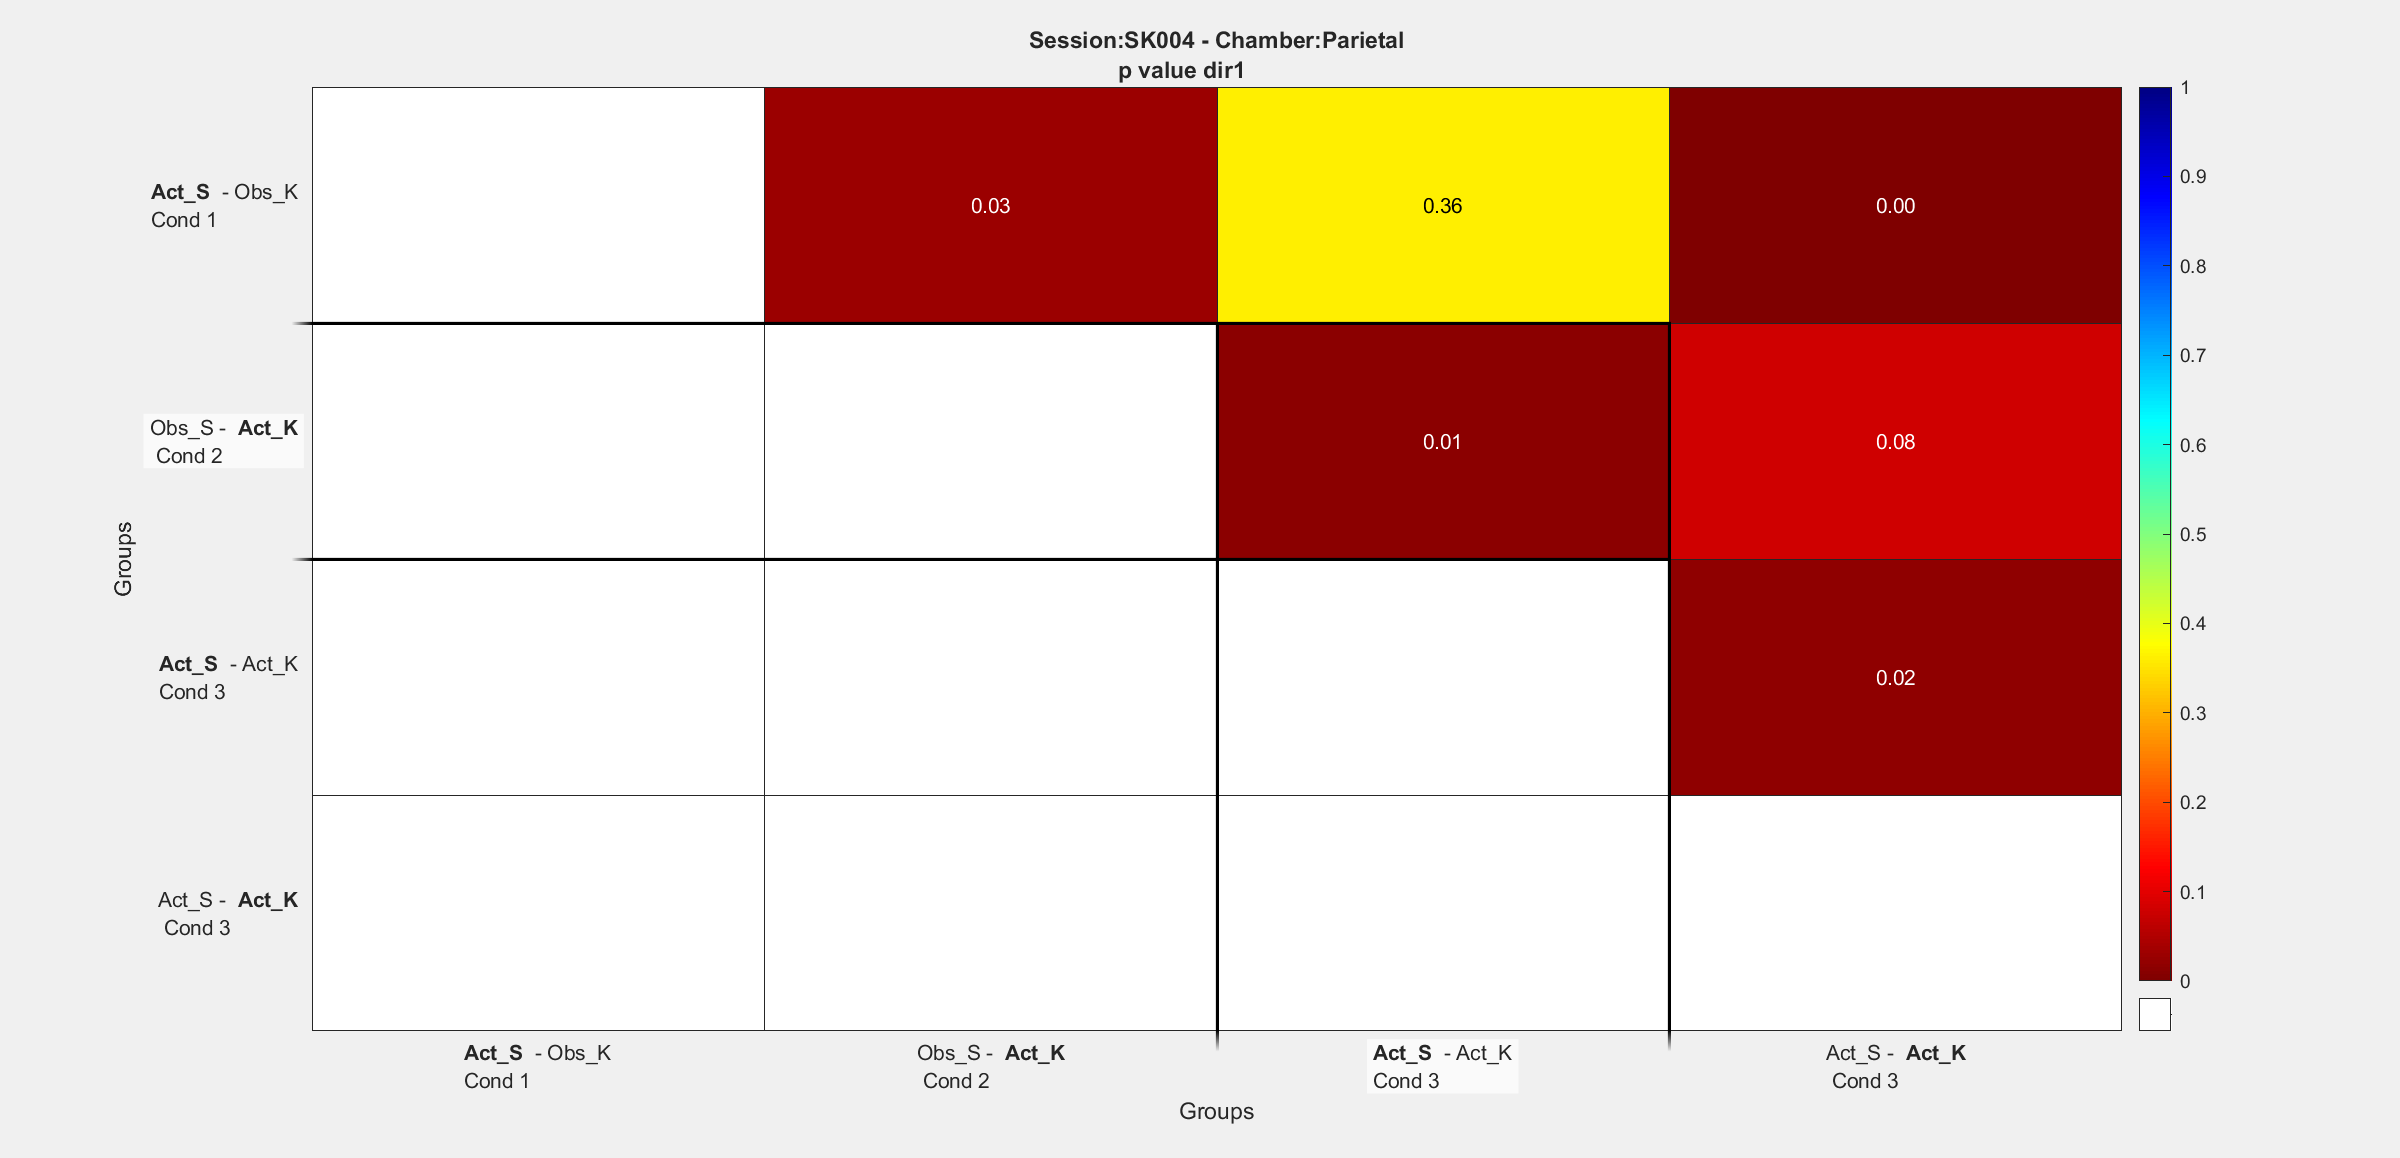 Session:SK004 - Chamber:Parietal
p value dir1
Act_S - Obs_K
Cond 1
0.03
0.36
0.00
Obs_S - Act_K
Cond 2
0.01
0.08
Act_S - Act_K
Cond 3
0.02
Act_S - Act_K
Cond 3
Groups
Act_S - Obs_K
Cond 1
Obs_S - Act_K
Cond 2
Act_S - Act_K
Cond 3
Act_S - Act_K
Cond 3
Groups
1
0.9
0.8
0.7
0.6
0.5
0.4
0.3
0.2
0.1
0